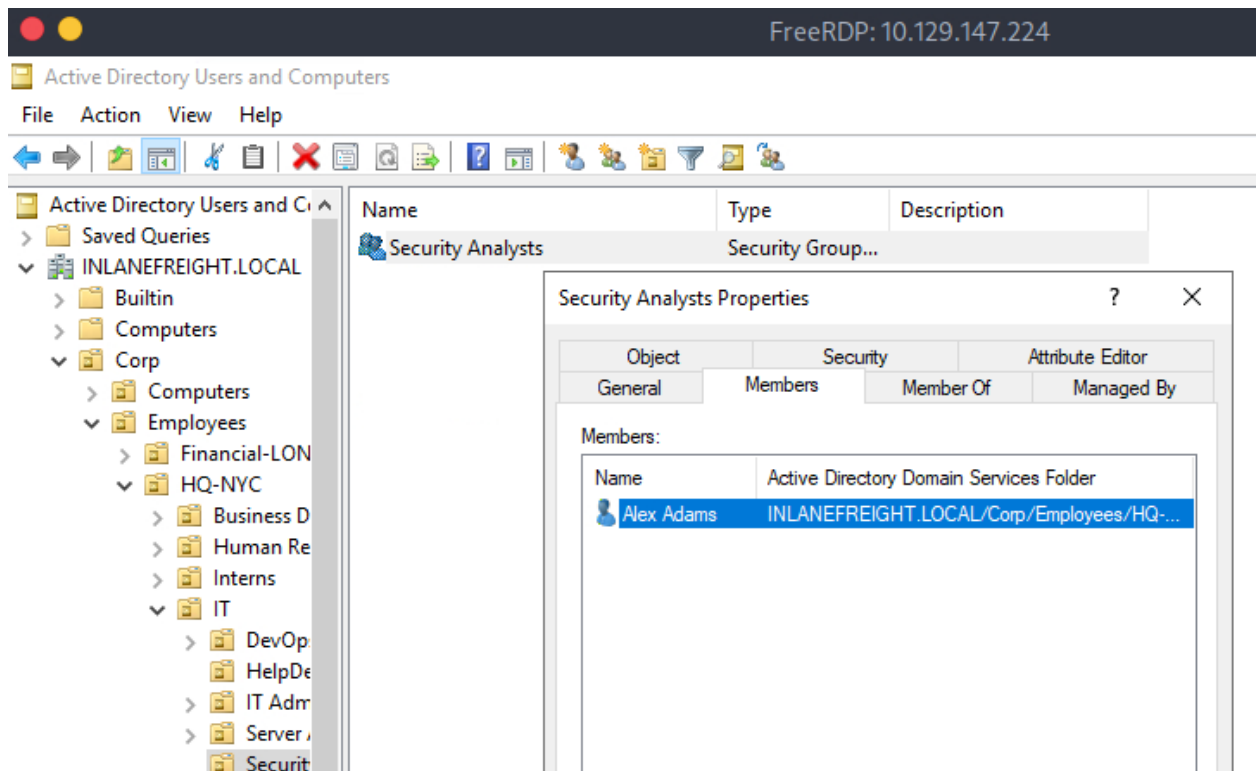 FreeRDP: 10.129.147.224
Active Directory Users and Computers
File Action View Help
Active Directory Users and
Saved Queries
INLANEFREIGHT.LOCAL
Builtin
Computers
Corp
Computers
Employees
Financial-LON
HQ-NYC
Business D
Human Re
Interns
IT
DevOp
HelpDe
IT Adm
Server
Securit
Name Type Description
Security Analysts Security Group...
Security Analysts Properties ?
Object Security Attribute Editor
General Members Member Of Managed By
Members:
Name Active Directory Domain Services Folder
Alex Adams INLANEFREIGHT.LOCAL/Corp/Employees/HQ-...